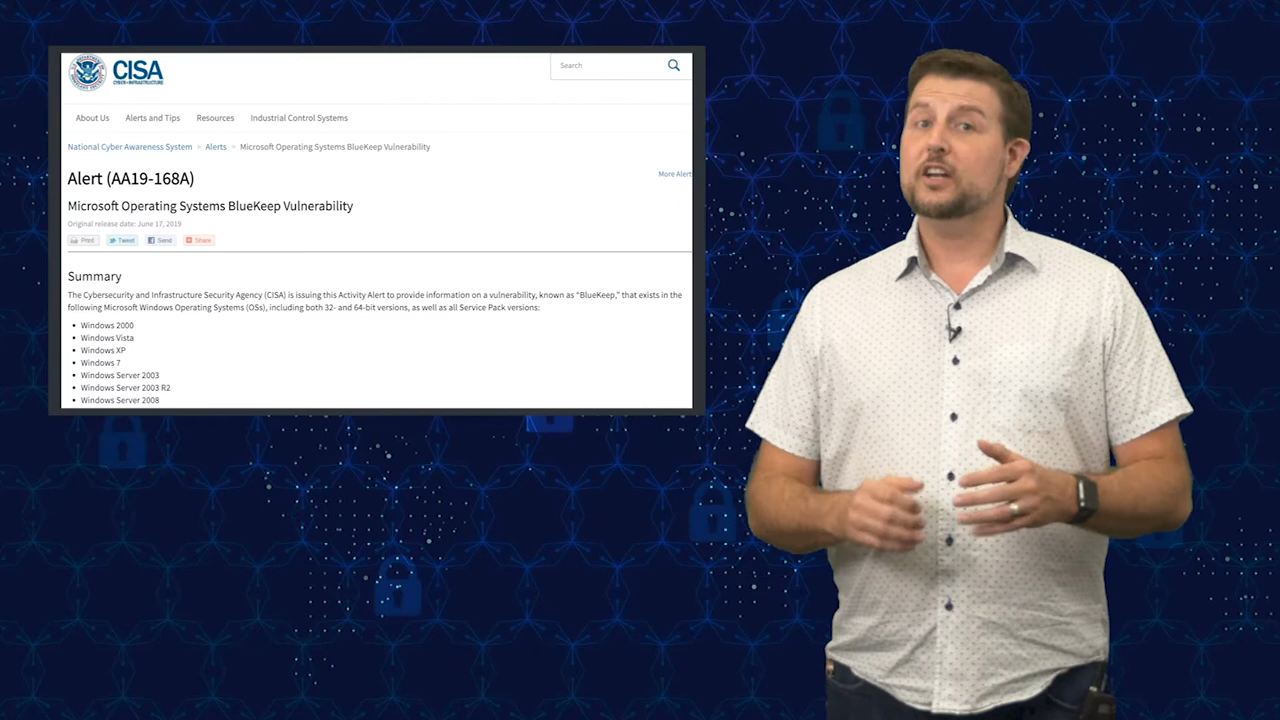 CISA
CYBER+INFRASTRUCTURE
Search
About Us Alerts and Tips Resources Industrial Control Systems
National Cyber Awareness System > Alerts > Microsoft Operating Systems BlueKeep Vulnerability
Alert (AA19-168A)
More Alert
Microsoft Operating Systems BlueKeep Vulnerability
Original release date: June 17, 2019
Print Tweet Send Share
Summary
The Cybersecurity and Infrastructure Security Agency (CISA) is issuing this Activity Alert to provide information on a vulnerability, known as “BlueKeep,” that exists in the
following Microsoft Windows Operating Systems (OSs), including both 32- and 64-bit versions, as well as all Service Pack versions:
• Windows 2000
• Windows Vista
• Windows XP
• Windows 7
• Windows Server 2003
• Windows Server 2003 R2
• Windows Server 2008